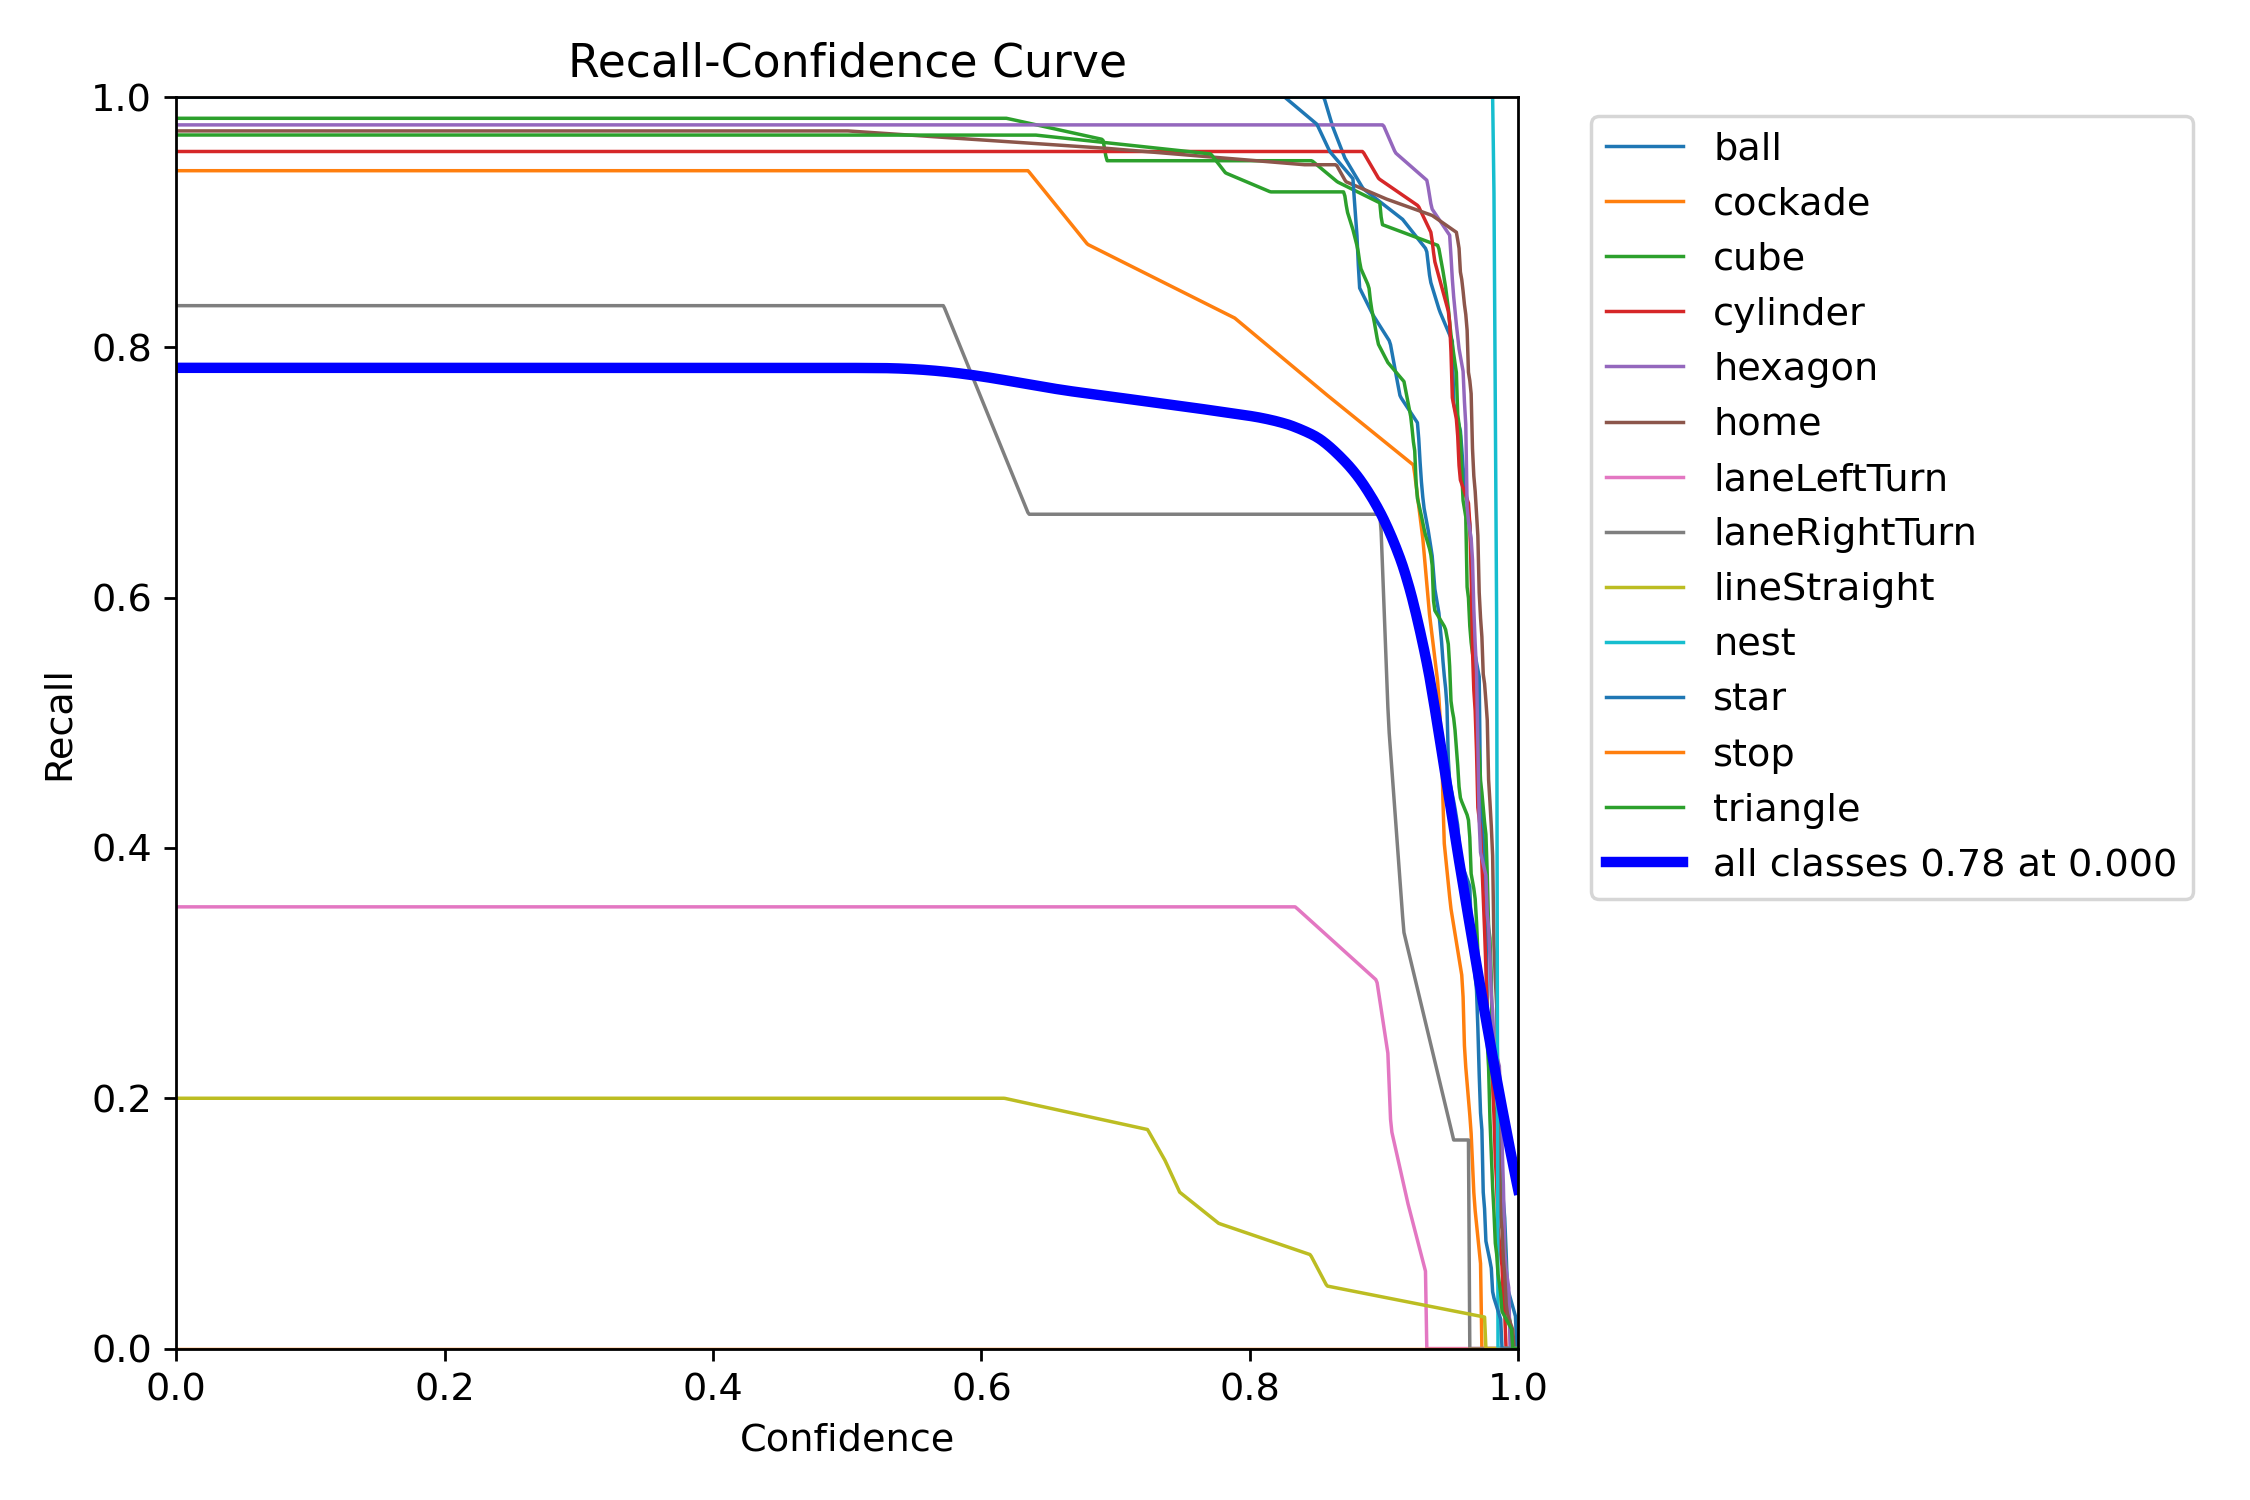 Recall-Confidence Curve
1.0
0.8
0.6
0.4
0.2
0.0
Recall
0.0 0.2 0.4 0.6 0.8 1.0
Confidence
ball
cockade
cube
cylinder
hexagon
home
laneLeftTurn
laneRightTurn
lineStraight
nest
star
stop
triangle
all classes 0.78 at 0.000